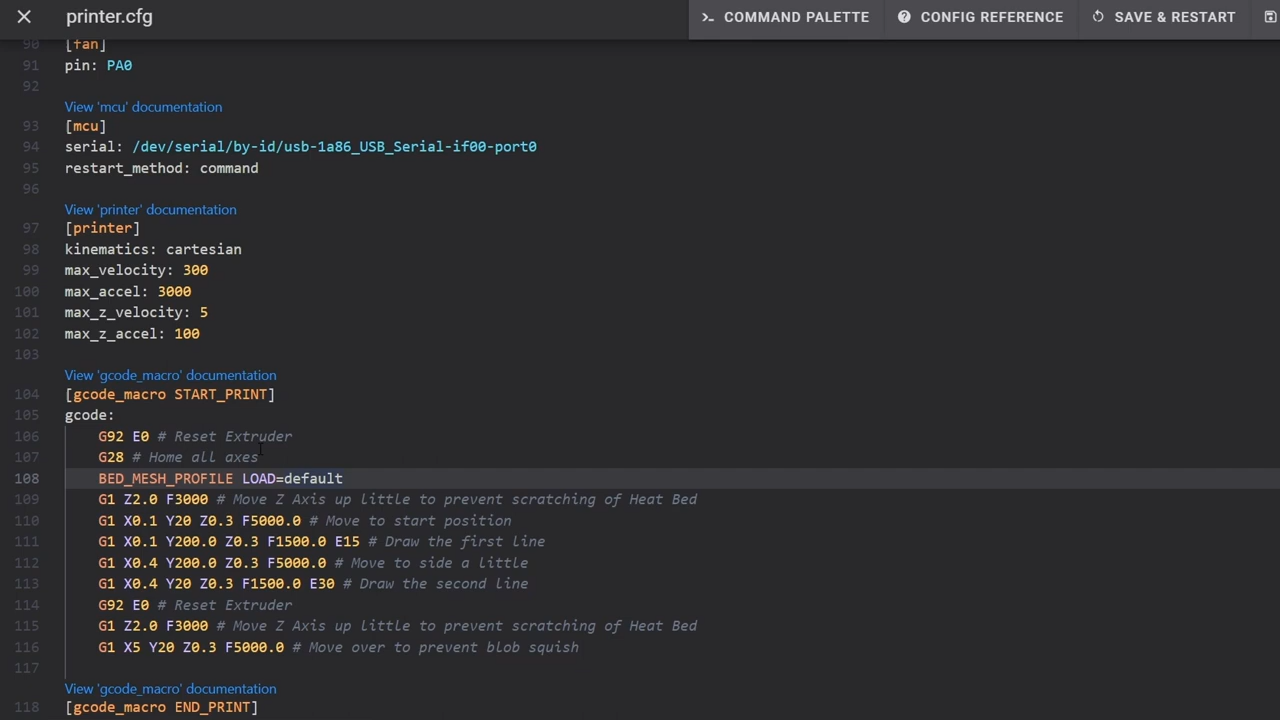 printer.cfg
COMMAND PALETTE
CONFIG REFERENCE
SAVE & RESTART
90 [fan]
91 pin: PA0
92
View 'mcu' documentation
93 [mcu]
94 serial: /dev/serial/by-id/usb-1a86_USB_Serial-if00-port0
95 restart_method: command
96
View 'printer' documentation
97 [printer]
98 kinematics: cartesian
99 max_velocity: 300
100 max_accel: 3000
101 max_z_velocity: 5
102 max_z_accel: 100
103
View 'gcode_macro' documentation
104 [gcode_macro START_PRINT]
105 gcode:
106 G92 E0 # Reset Extruder
107 G28 # Home all axes
108 BED_MESH_PROFILE LOAD=default
109 G1 Z2.0 F3000 # Move Z Axis up little to prevent scratching of Heat Bed
110 G1 X0.1 Y20 Z0.3 F5000.0 # Move to start position
111 G1 X0.1 Y200.0 Z0.3 F1500.0 E15 # Draw the first line
112 G1 X0.4 Y200.0 Z0.3 F5000.0 # Move to side a little
113 G1 X0.4 Y20 Z0.3 F1500.0 E30 # Draw the second line
114 G92 E0 # Reset Extruder
115 G1 Z2.0 F3000 # Move Z Axis up little to prevent scratching of Heat Bed
116 G1 X5 Y20 Z0.3 F5000.0 # Move over to prevent blob squish
117
View 'gcode_macro' documentation
118 [gcode_macro END_PRINT]